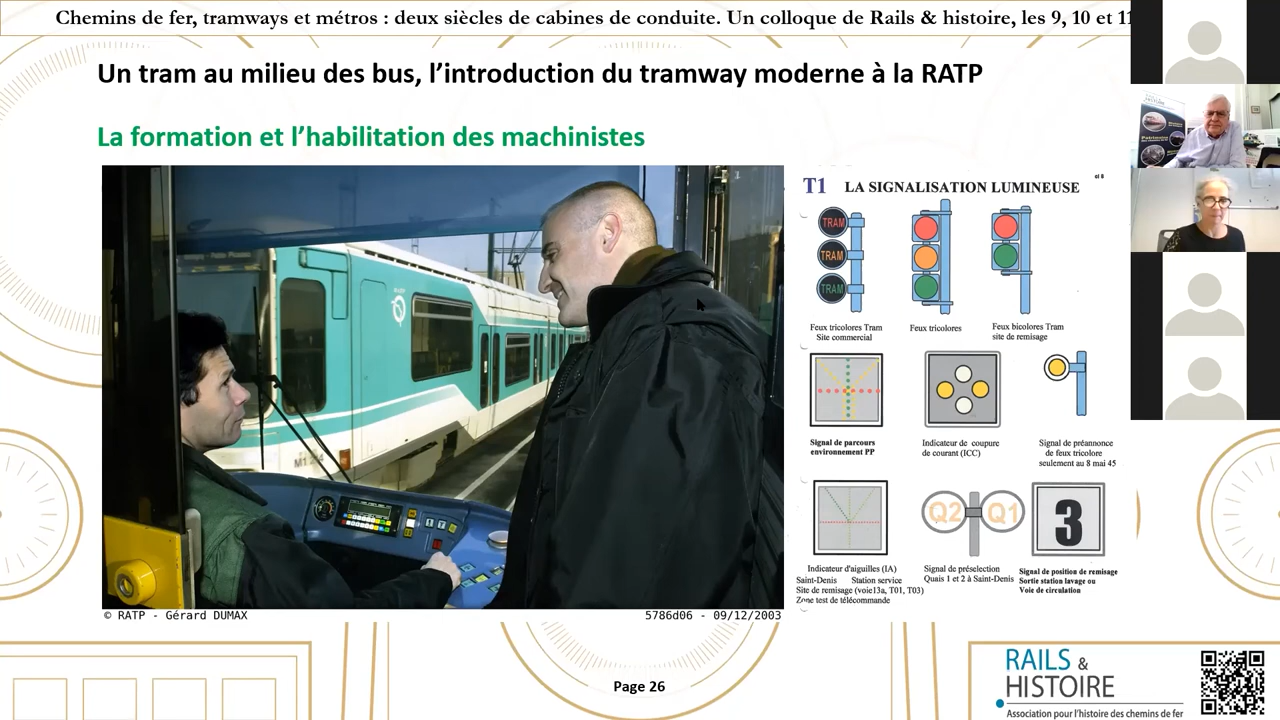 Chemins de fer, tramways et métros : deux siècles de cabines de conduite. Un colloque de Rails & histoire, les 9, 10 et 11
Un tram au milieu des bus, l'introduction du tramway moderne à la RATP
La formation et l'habilitation des machinistes
T1 LA SIGNALISATION LUMINEUSE
TRAM
TRAM
TRAM
Feux tricolores Tram
Site commercial
Feux tricolores
Feux bicolores Tram
site de remisage
Signal de parcours
environnement PP
Indicateur de coupure
de courant (ICC)
Signal de préannonce
de feux tricolore
seulement au 8 mai 45
Q2 Q1
3
Indicateur d'aiguilles (IA)
Saint-Denis Station service
Site de remisage (voie13a, T01, T03)
Zone test de télécommande
Signal de préselection
Quais 1 et 2 à Saint-Denis
Signal de position de remisage
Sortie station lavage ou
Voie de circulation
© RATP - Gérard DUMAX
5786d06 - 09/12/2003
Page 26
RAILS &
HISTOIRE
Association pour l'histoire des chemins de fer